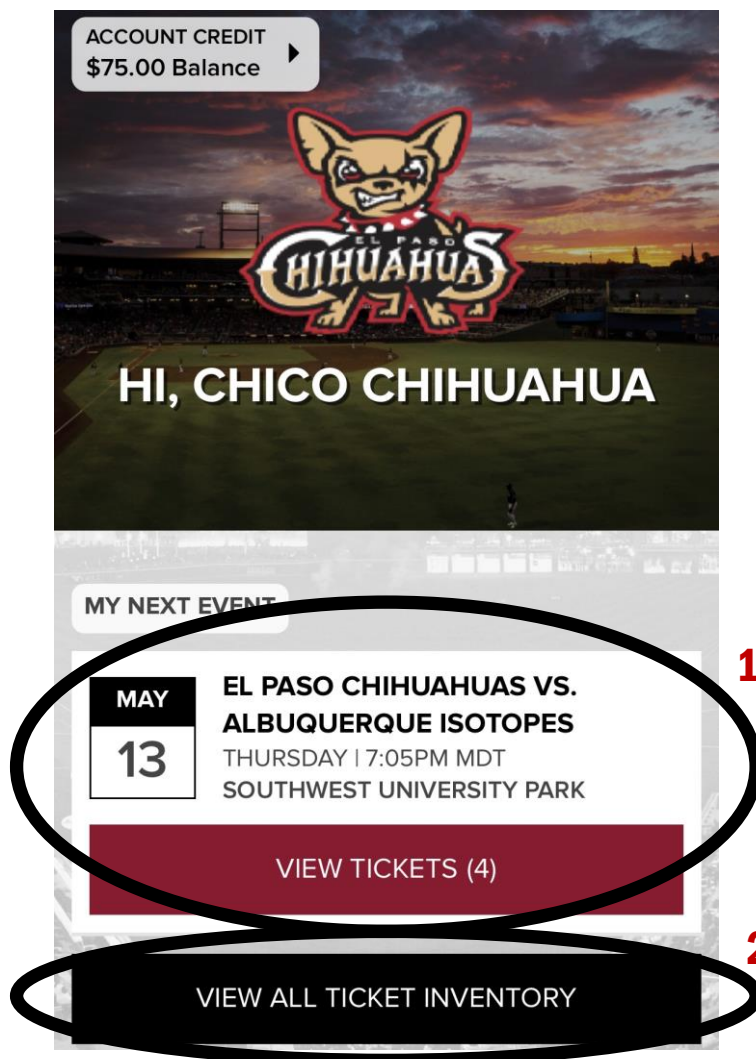 ACCOUNT CREDIT
$75.00 Balance
EL PASO
CHIHUAHUAS
HI, CHICO CHIHUAHUA
MY NEXT EVENT
1
MAY
13
EL PASO CHIHUAHUAS VS.
ALBUQUERQUE ISOTOPES
THURSDAY | 7:05PM MDT
SOUTHWEST UNIVERSITY PARK
VIEW TICKETS (4)
2
VIEW ALL TICKET INVENTORY